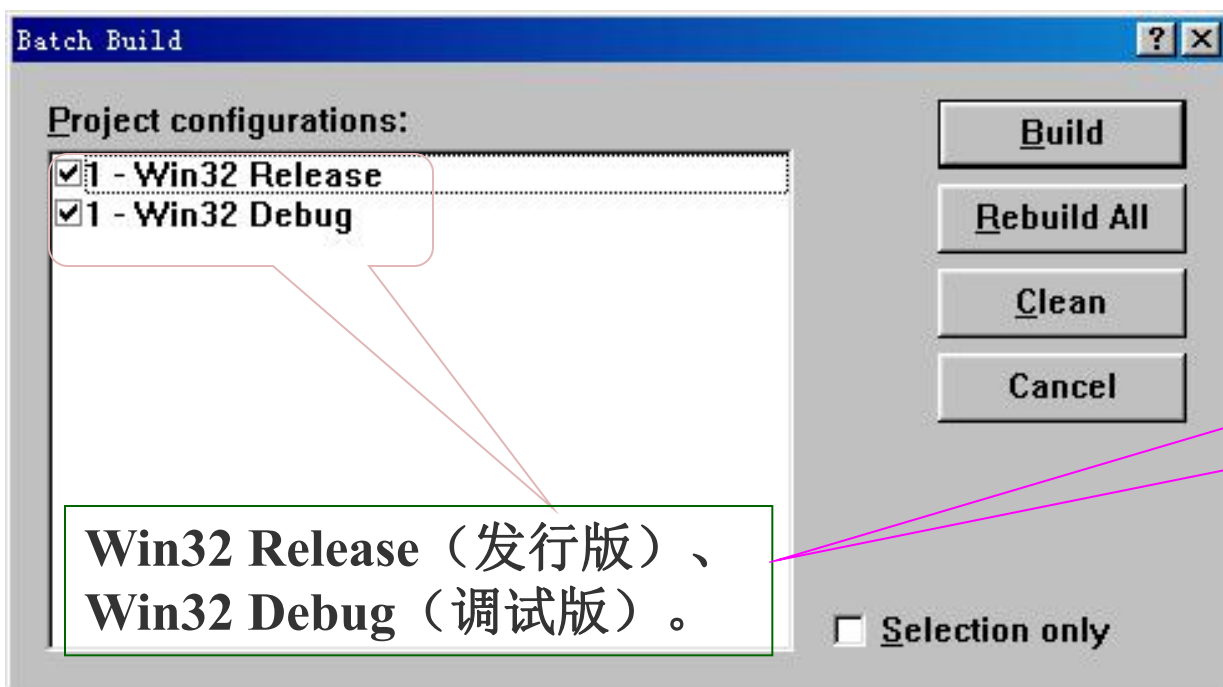 Batch Build
Project configurations:
1 - Win32 Release
1 - Win32 Debug
Build
Rebuild All
Clean
Cancel
Win32 Release（发行版）、
Win32 Debug（调试版）。
Selection only